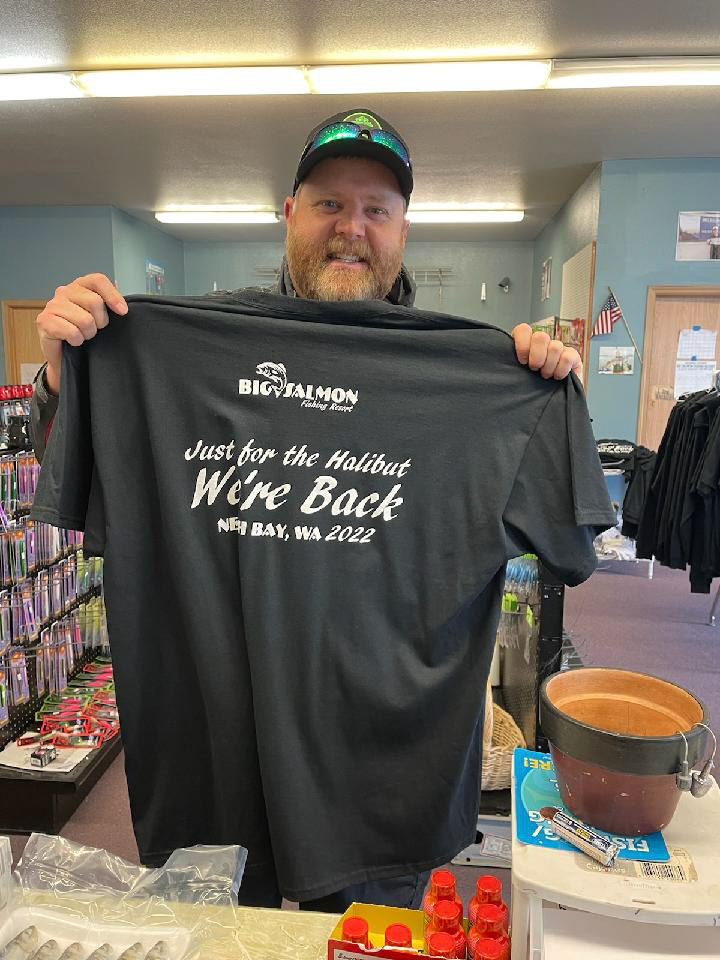 BIG SALMON
Fishing Resort
Just for the Halibut
We're Back
NEAH BAY, WA 2022